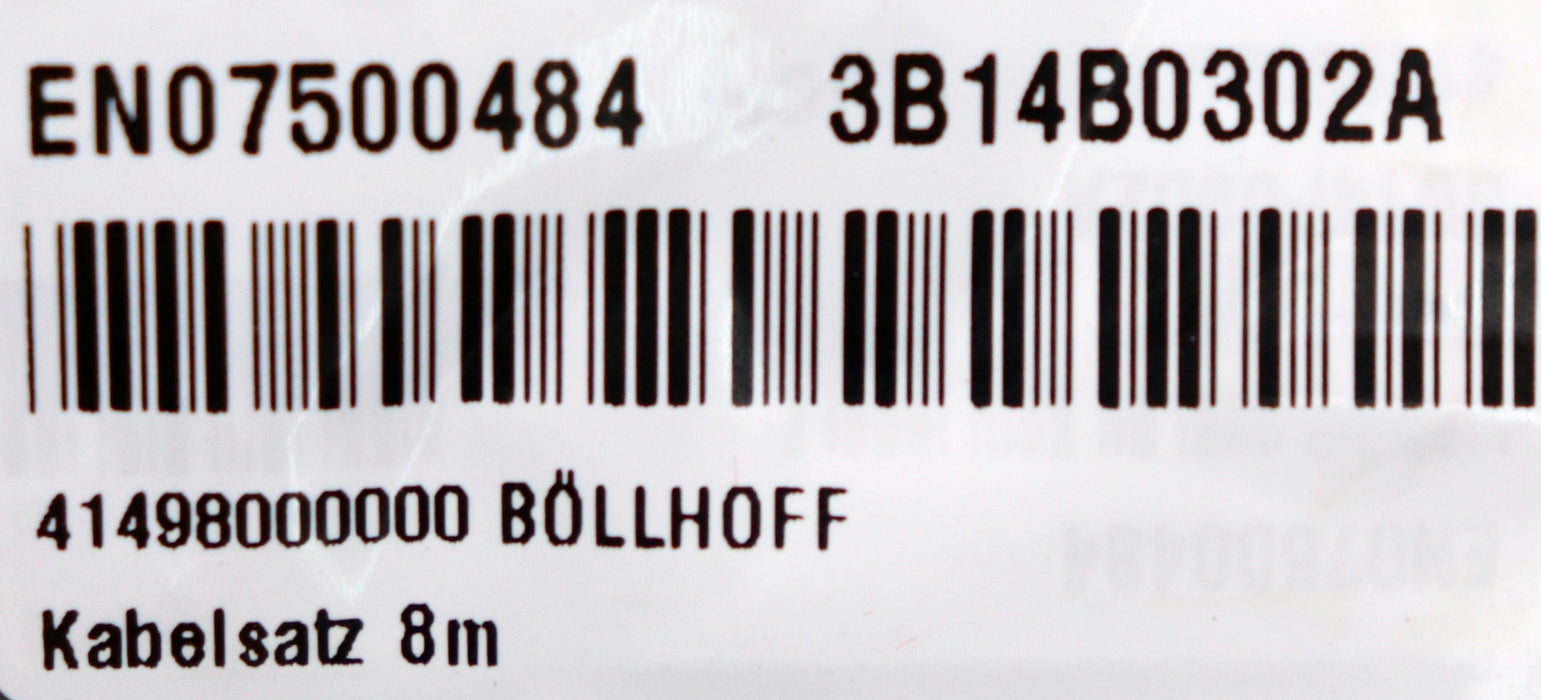 EN07500484 3B14B0302A
41498000000 BÖLLHOFF
Kabelsatz 8m